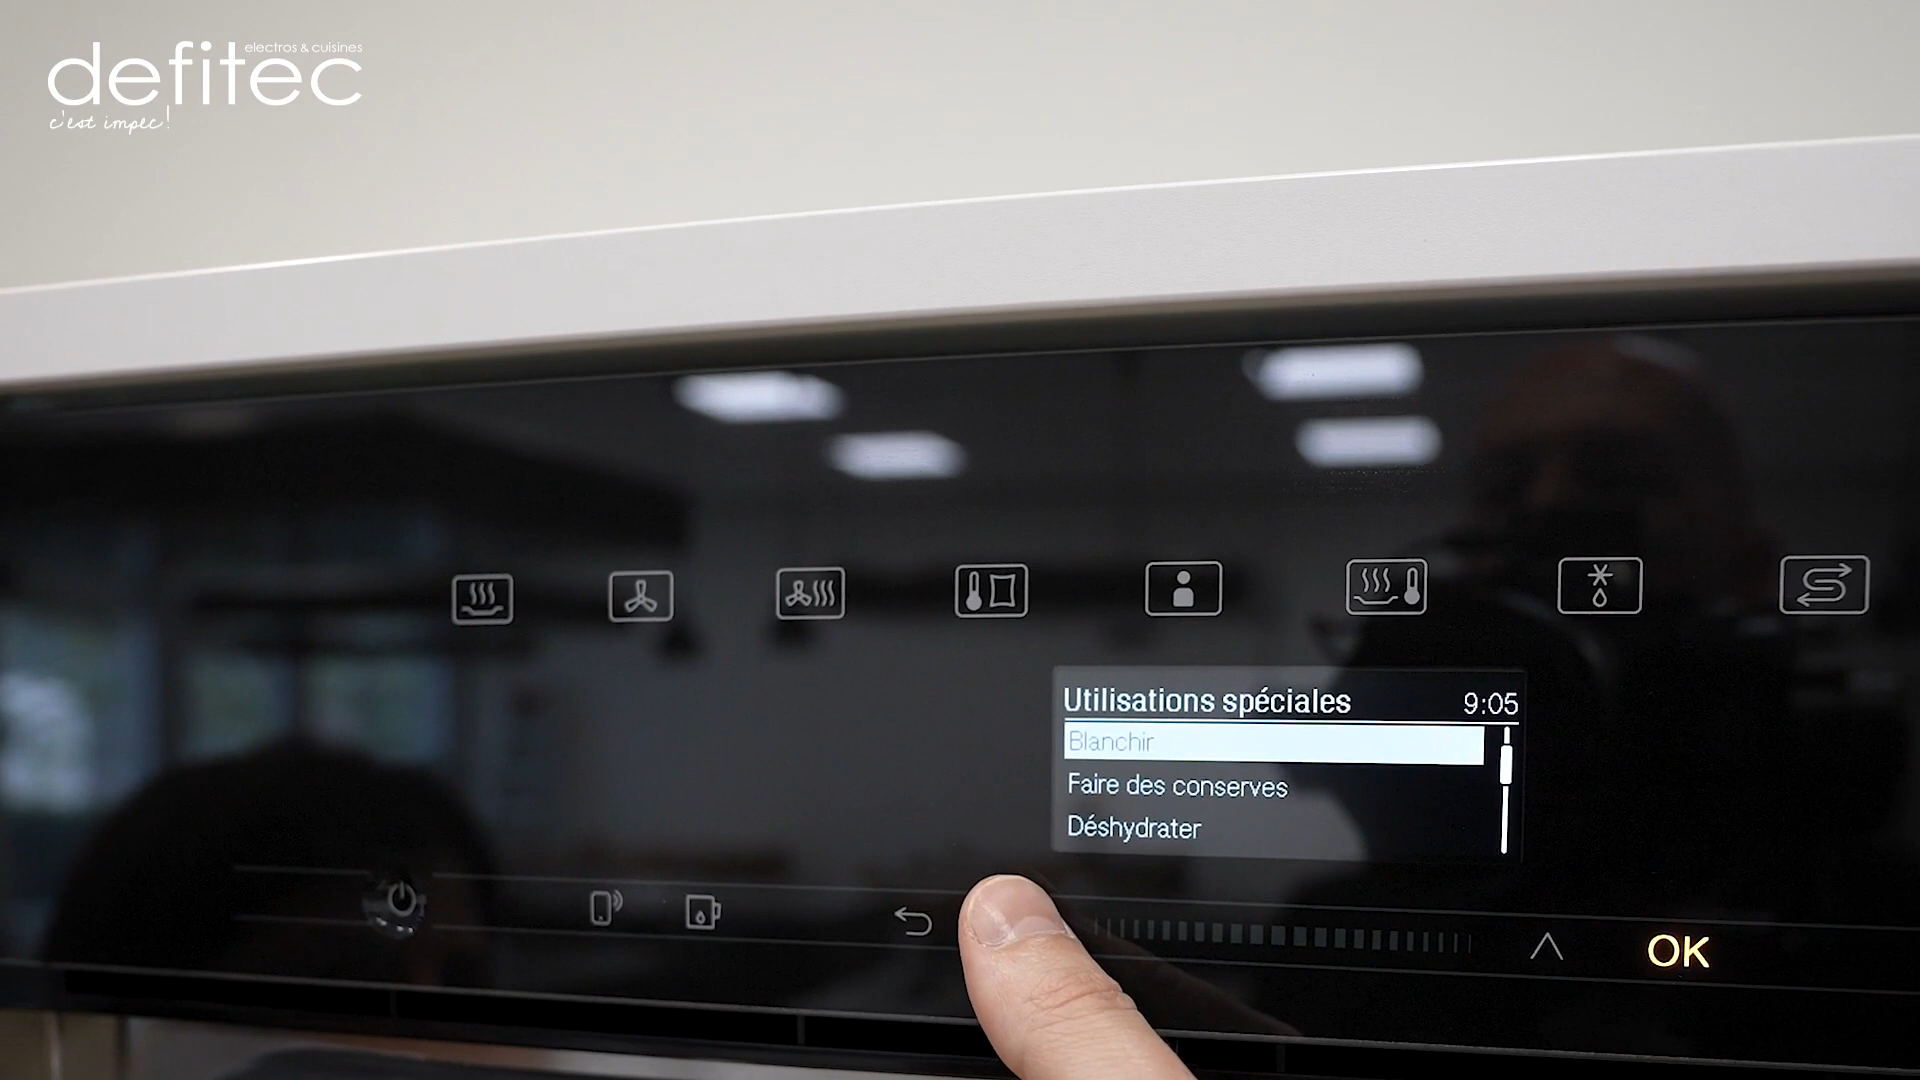 electros & cuisines
defitec
c'est impec!
Utilisations spéciales 9:05
Blanchir
Faire des conserves
Déshydrater
OK